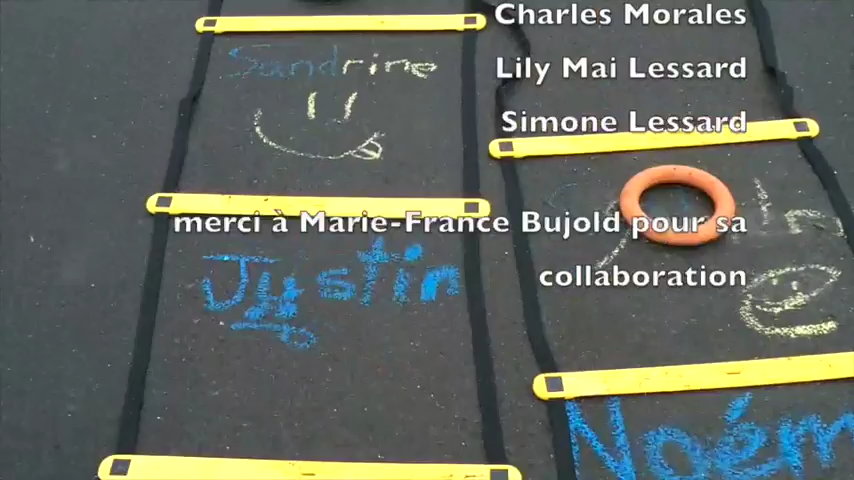 Charles Morales
Lily Mai Lessard
Simone Lessard
merci à Marie-France Bujold pour sa
collaboration
Sandrine
Justin